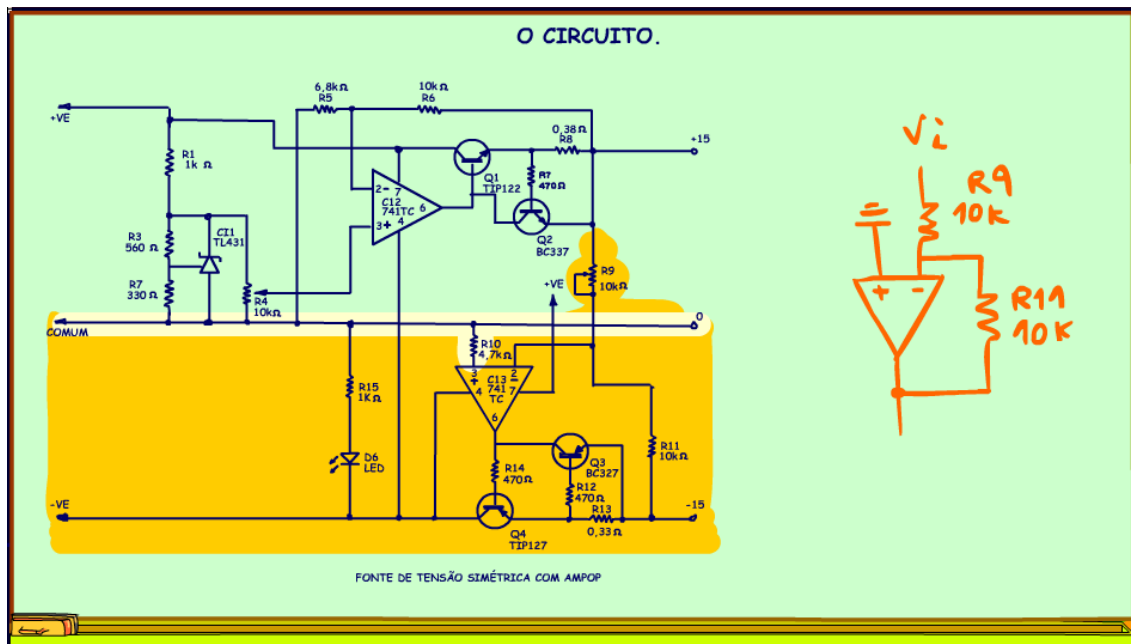 O CIRCUITO.
+VE
6,8kΩ
R5
10kΩ
R6
0,38Ω
R8
+15
R1
1k Ω
2-
7
C12
741TC
6
4
3+
Q1
TIP122
R7
470Ω
Q2
BC337
R3
560 Ω
CI1
TL431
R7
330Ω
R4
10kΩ
+VE
R9
10kΩ
COMUM
0
R10
4,7kΩ
3
+
2
-
4
C13
741
TC
7
6
R15
1KΩ
D6
LED
R14
470Ω
Q3
BC327
R12
470Ω
R13
0,33Ω
R11
10kΩ
-VE
-15
Q4
TIP127
FONTE DE TENSÃO SIMÉTRICA COM AMPOP
Vi
R9
10K
+
-
R11
10K